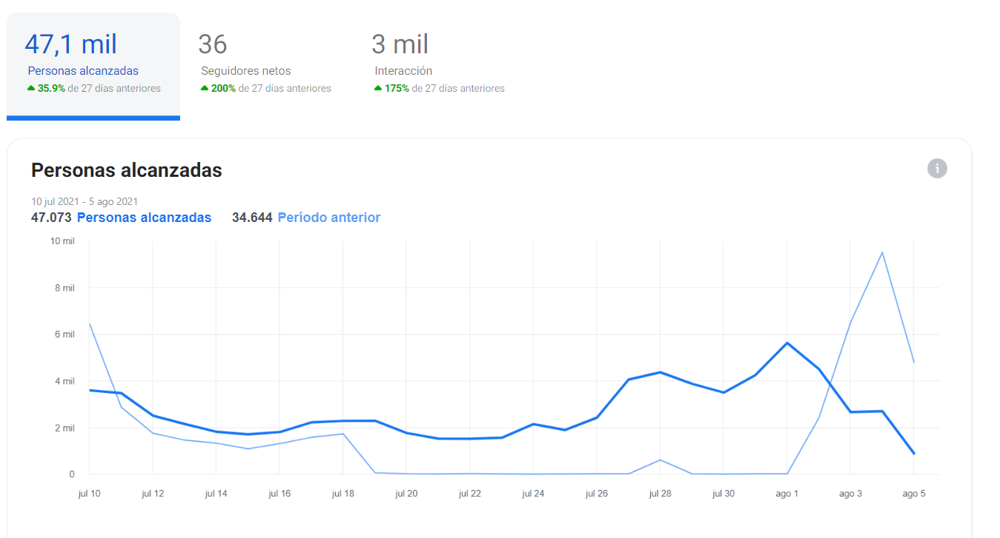 47,1 mil
Personas alcanzadas
35.9% de 27 días anteriores
36
Seguidores netos
200% de 27 días anteriores
3 mil
Interacción
175% de 27 días anteriores
Personas alcanzadas
i
10 jul 2021 - 5 ago 2021
47.073 Personas alcanzadas 34.644 Período anterior
10 mil
8 mil
6 mil
4 mil
2 mil
0
jul 10 jul 12 jul 14 jul 16 jul 18 jul 20 jul 22 jul 24 jul 26 jul 28 jul 30 ago 1 ago 3 ago 5